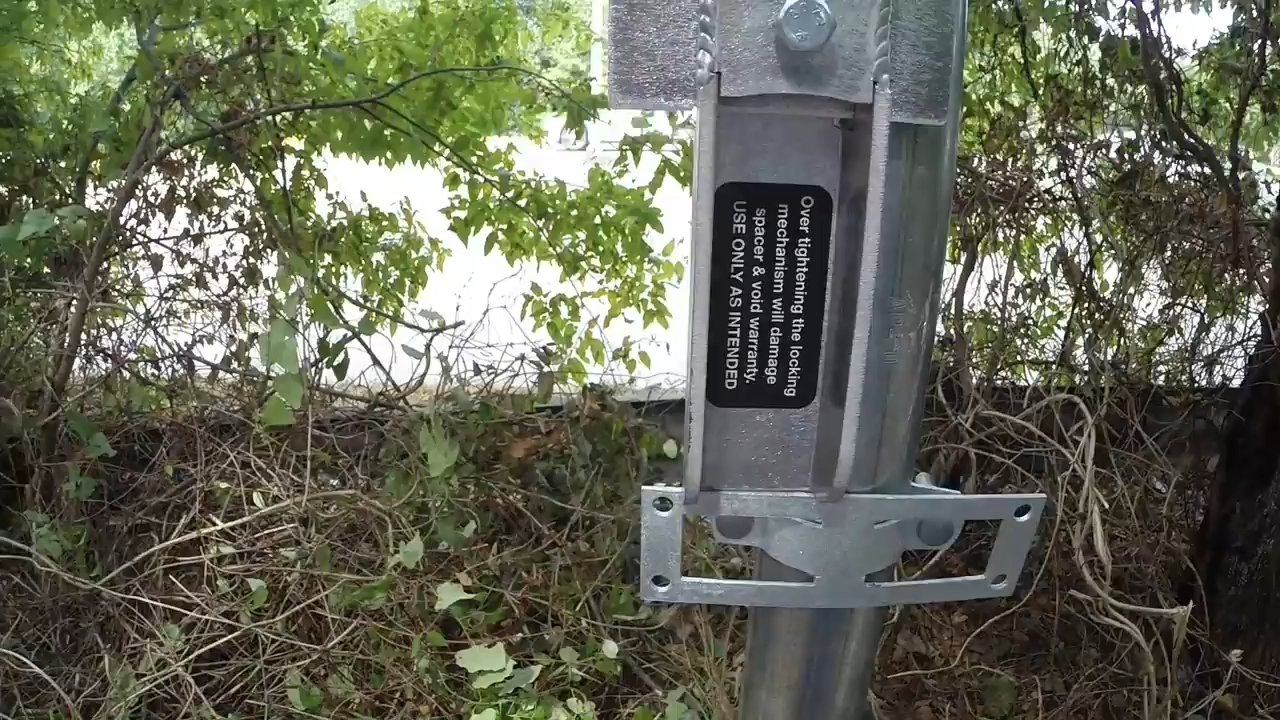 Over tightening the locking
mechanism will damage
spacer & void warranty.
USE ONLY AS INTENDED